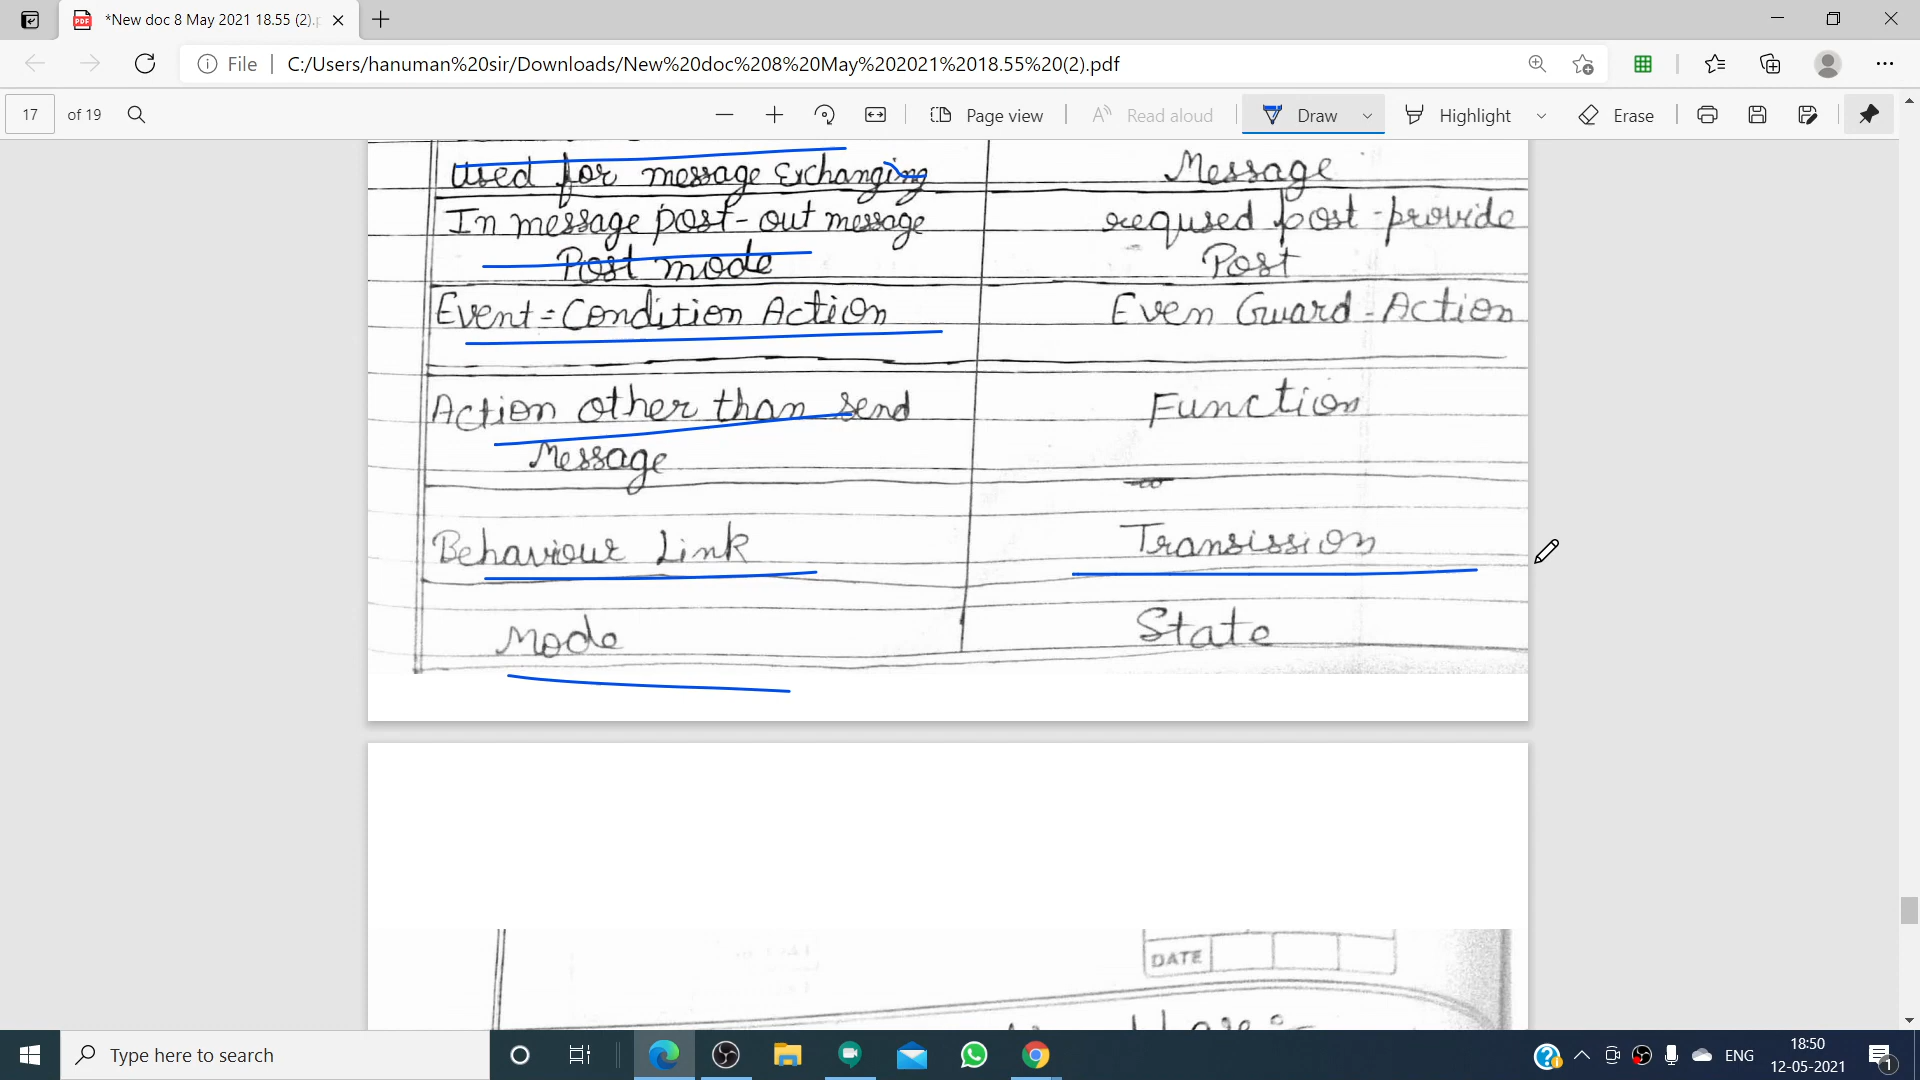 *New doc 8 May 2021 18.55 (2).p
File
C:/Users/hanuman%20sir/Downloads/New%20doc%208%20May%202021%2018.55%20(2).pdf
17 of 19
Page view
Read aloud
Draw
Highlight
Erase
Used for message Exchanging Message
In message post-out message reqused post-provide
Post mode Post
Event=Condition Action Even Guard-Action
Action other than send Function
Message
Behaviour Link Transission
Mode State
DATE
Type here to search
ENG
18:50
12-05-2021
1